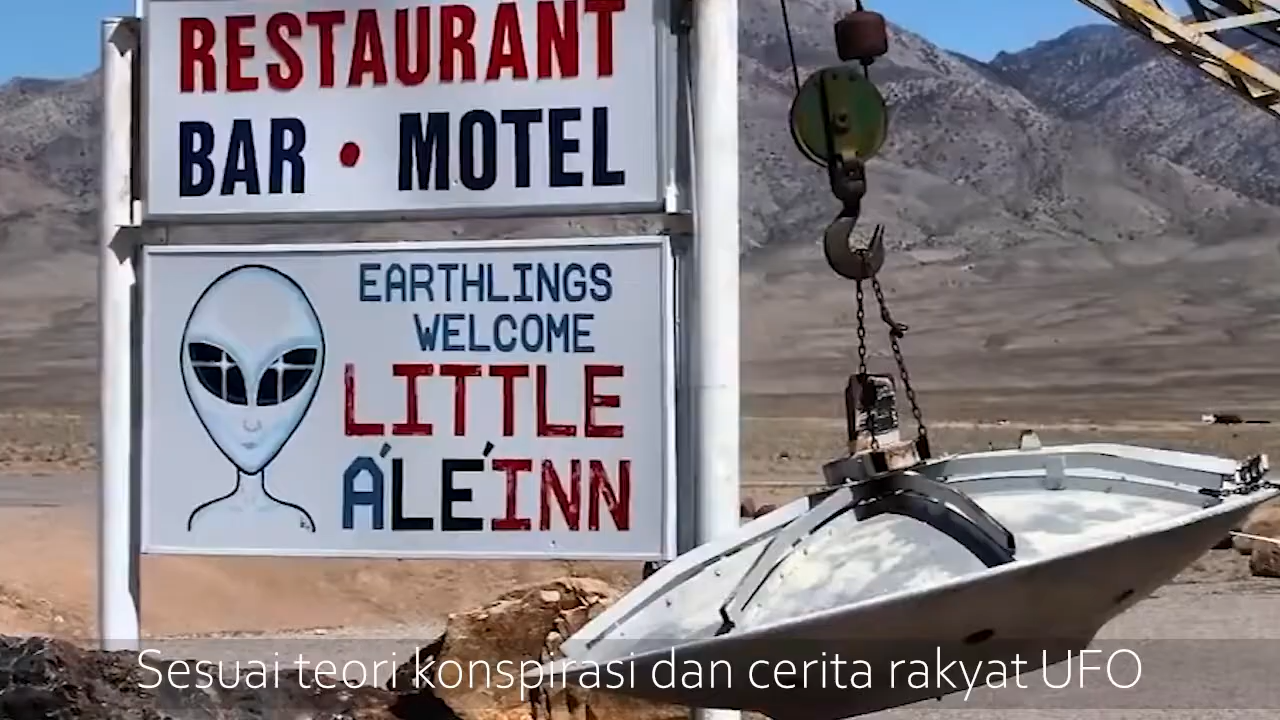 RESTAURANT
BAR • MOTEL
EARTHLINGS
WELCOME
LITTLE
A'LE'INN
Sesuai teori konspirasi dan cerita rakyat UFO